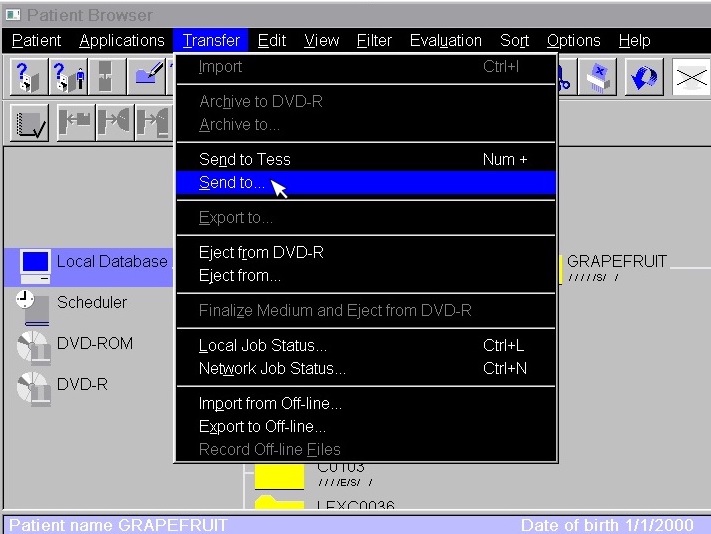 Patient Browser
Patient Applications Transfer Edit View Filter Evaluation Sort Options Help
Import Ctrl+I
Archive to DVD-R
Archive to...
Send to Tess Num +
Send to...
Export to...
Eject from DVD-R
Eject from...
Finalize Medium and Eject from DVD-R
Local Job Status... Ctrl+L
Network Job Status... Ctrl+N
Import from Off-line...
Export to Off-line...
Record Off-line Files
Local Database
Scheduler
DVD-ROM
DVD-R
GRAPEFRUIT
/ / / / /S/ /
C0103
/ / / /E/S/ /
LEXC0036
Patient name GRAPEFRUIT Date of birth 1/1/2000